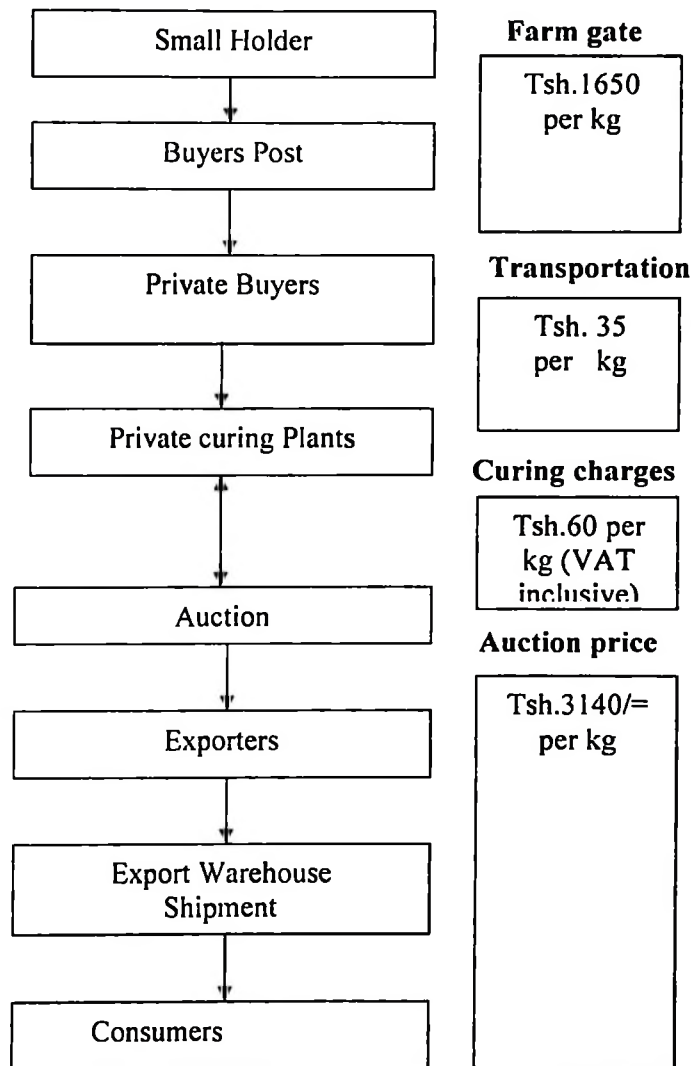 Small Holder
Buyers Post
Private Buyers
Private curing Plants
Auction
Exporters
Export Warehouse
Shipment
Consumers
Farm gate
Tsh.1650
per kg
Transportation
Tsh. 35
per kg
Curing charges
Tsh.60 per
kg (VAT
inclusive)
Auction price
Tsh.3140/=
per kg